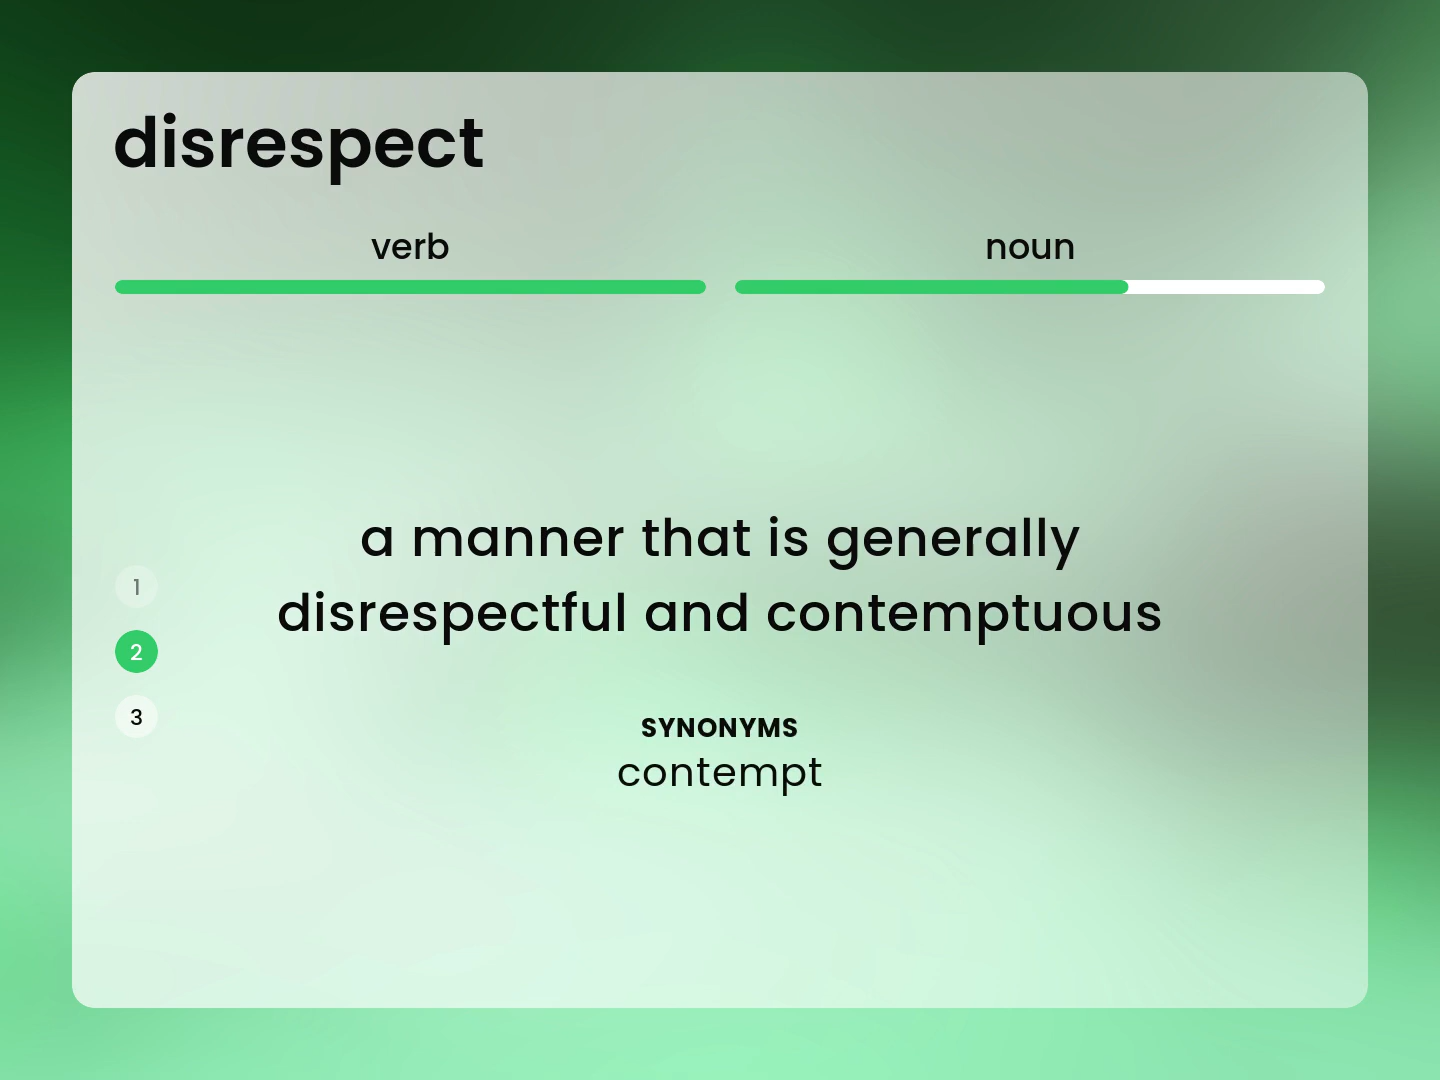 disrespect
verb
noun
a manner that is generally
disrespectful and contemptuous
1
2
3
SYNONYMS
contempt